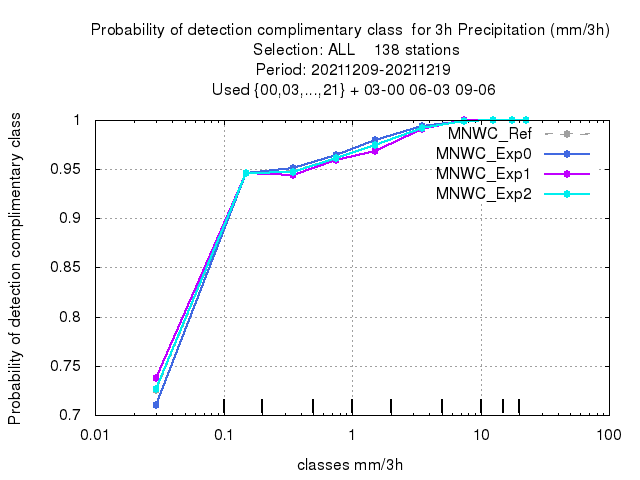 Probability of detection complimentary class  for 3h Precipitation (mm/3h)
Selection: ALL    138 stations
Period: 20211209-20211219
Used {00,03,...,21} + 03-00 06-03 09-06
Probability of detection complimentary class
1
0.95
0.9
0.85
0.8
0.75
0.7
MNWC_Ref
MNWC_Exp0
MNWC_Exp1
MNWC_Exp2
0.01
0.1
1
10
100
classes mm/3h